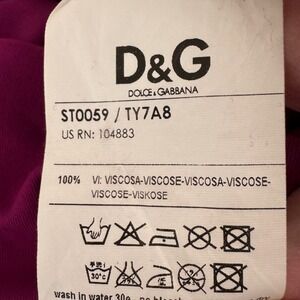 D&G
DOLCE & GABBANA
ST0059 / TY7A8
US RN: 104883
100% VI: VISCOSA-VISCOSE-VISCOSA-VISCOSE-
VISCOSE-VISKOSE
30°C
wash in water 30°